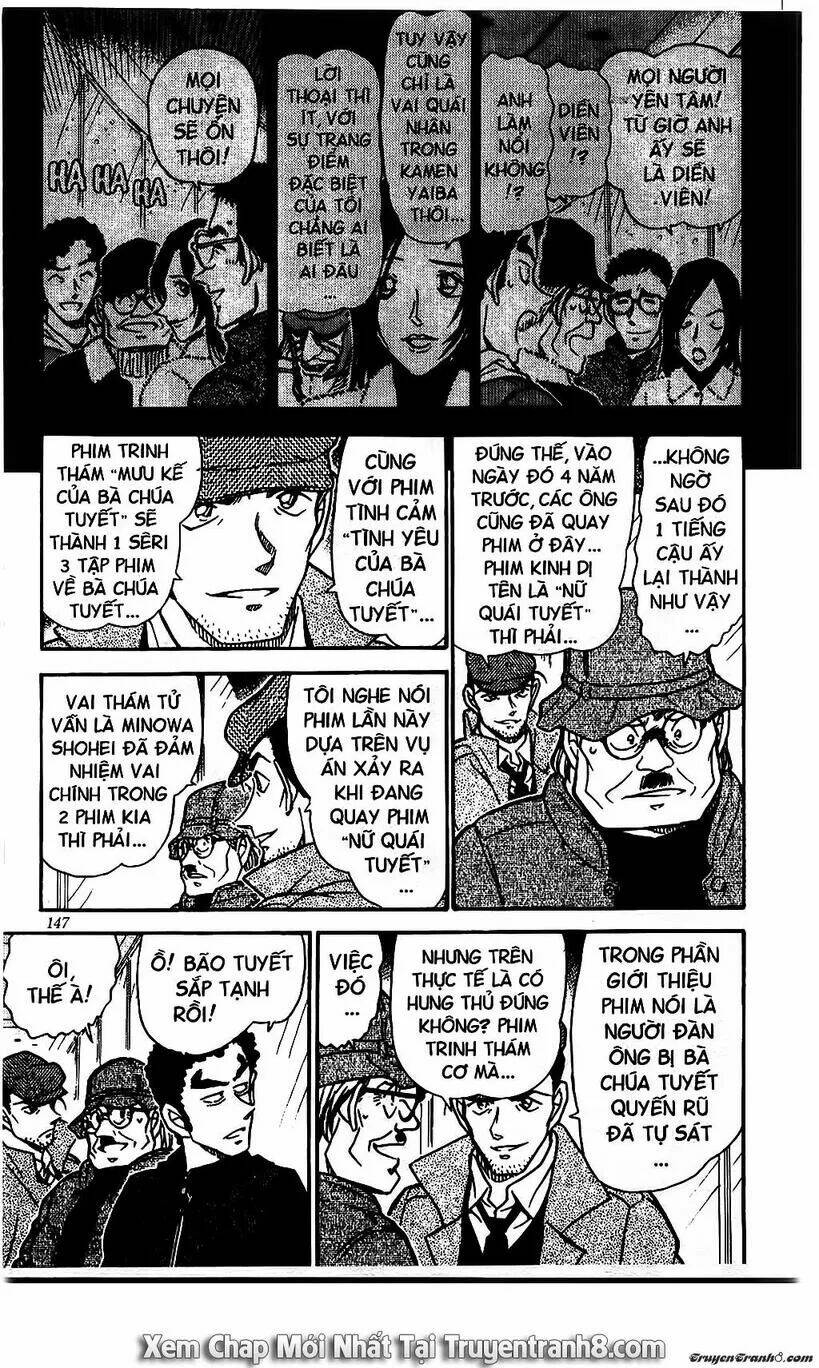 MỌI NGƯỜI
YÊN TÂM!
TỪ GIỜ ANH
ẤY SẼ
LÀ DIỄN
VIÊN!
DIỄN
VIÊN
!?
ANH
LÀM
NỔI
KHÔNG
!?
TUY VẬY
CŨNG
CHỈ LÀ
VAI QUÁI
NHÂN
TRONG
KAMEN
YAIBA
THÔI...
LỜI
THOẠI THÌ
ÍT, VỚI
SỰ TRANG
ĐIỂM
ĐẶC BIỆT
CỦA TÔI
CHẲNG AI
BIẾT LÀ
AI ĐÂU
...
MỌI
CHUYỆN
SẼ ỔN
THÔI!
HA HA HA
...KHÔNG
NGỜ
SAU ĐÓ
1 TIẾNG
CẬU ẤY
LẠI THÀNH
NHƯ VẬY
...
ĐÚNG THẾ, VÀO
NGÀY ĐÓ 4 NĂM
TRƯỚC, CÁC ÔNG
CŨNG ĐÃ QUAY
PHIM Ở ĐÂY...
PHIM KINH DỊ
TÊN LÀ "NỮ
QUÁI TUYẾT"
THÌ PHẢI...
CÙNG
VỚI PHIM
TÌNH CẢM
"TÌNH YÊU
CỦA BÀ
CHÚA
TUYẾT"...
PHIM TRINH
THÁM "MƯU KẾ
CỦA BÀ CHÚA
TUYẾT" SẼ
THÀNH 1 SÊRI
3 TẬP PHIM
VỀ BÀ CHÚA
TUYẾT...
TÔI NGHE NÓI
PHIM LẦN NÀY
DỰA TRÊN VỤ
ÁN XẢY RA
KHI ĐANG
QUAY PHIM
"NỮ QUÁI
TUYẾT"
...
VAI THÁM TỬ
VẪN LÀ MINOWA
SHOHEI ĐÃ ĐẢM
NHIỆM VAI
CHÍNH TRONG
2 PHIM KIA
THÌ PHẢI...
147
TRONG PHẦN
GIỚI THIỆU
PHIM NÓI LÀ
NGƯỜI ĐÀN
ÔNG BỊ BÀ
CHÚA TUYẾT
QUYẾN RŨ
ĐÃ TỰ SÁT
...
NHƯNG TRÊN
THỰC TẾ LÀ CÓ
HUNG THỦ ĐÚNG
KHÔNG? PHIM
TRINH THÁM
CƠ MÀ...
VIỆC
ĐÓ
...
Ồ! BÃO TUYẾT
SẮP TẠNH
RỒI!
ÔI,
THẾ À!
Xem Chap Mới Nhất Tại Truyentranh8.com
TruyenTranh8.com